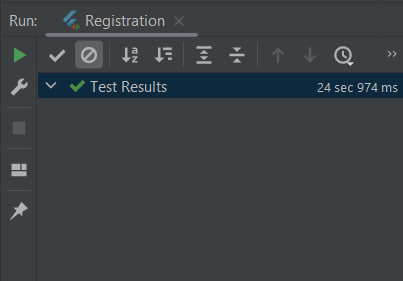 Run: Registration
Test Results 24 sec 974 ms